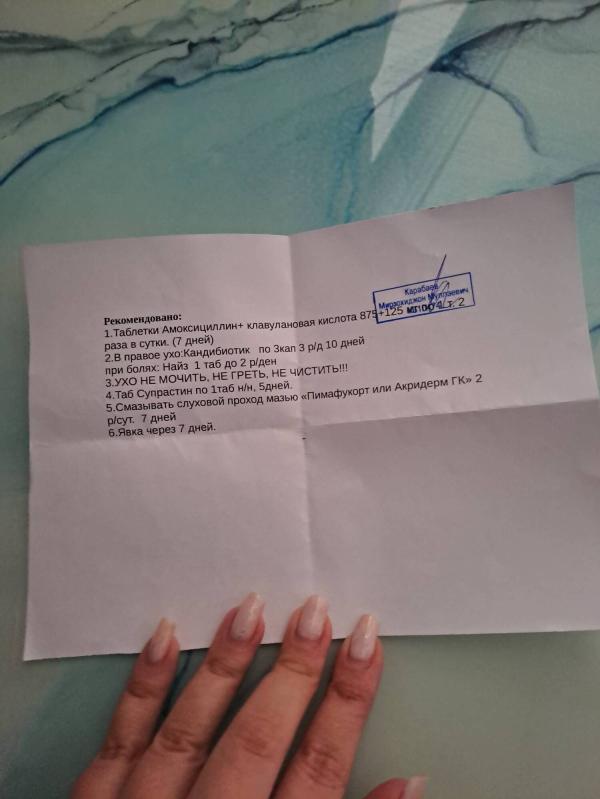 Карабаев
Мирзохиджон
Рекомендовано:
1.Таблетки Амоксициллин+ клавулановая кислота 875+125 мг по 1 т. 2
раза в сутки. (7 дней)
2.В правое ухо:Кандибиотик по 3кап 3 р/д 10 дней
при болях: Найз 1 таб до 2 р/ден
3.УХО НЕ МОЧИТЬ, НЕ ГРЕТЬ, НЕ ЧИСТИТЬ!!!
4.Таб Супрастин по 1таб н/н, 5дней.
5.Смазывать слуховой проход мазью «Пимафукорт или Акридерм ГК» 2
р/сут. 7 дней
6.Явка через 7 дней.